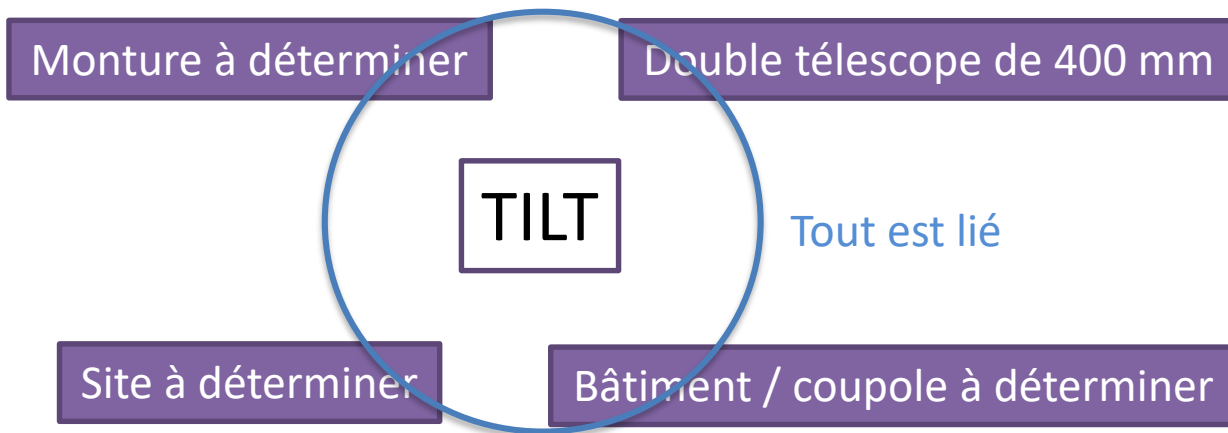 Monture à déterminer
Double télescope de 400 mm
TILT
Tout est lié
Site à déterminer
Bâtiment / coupole à déterminer